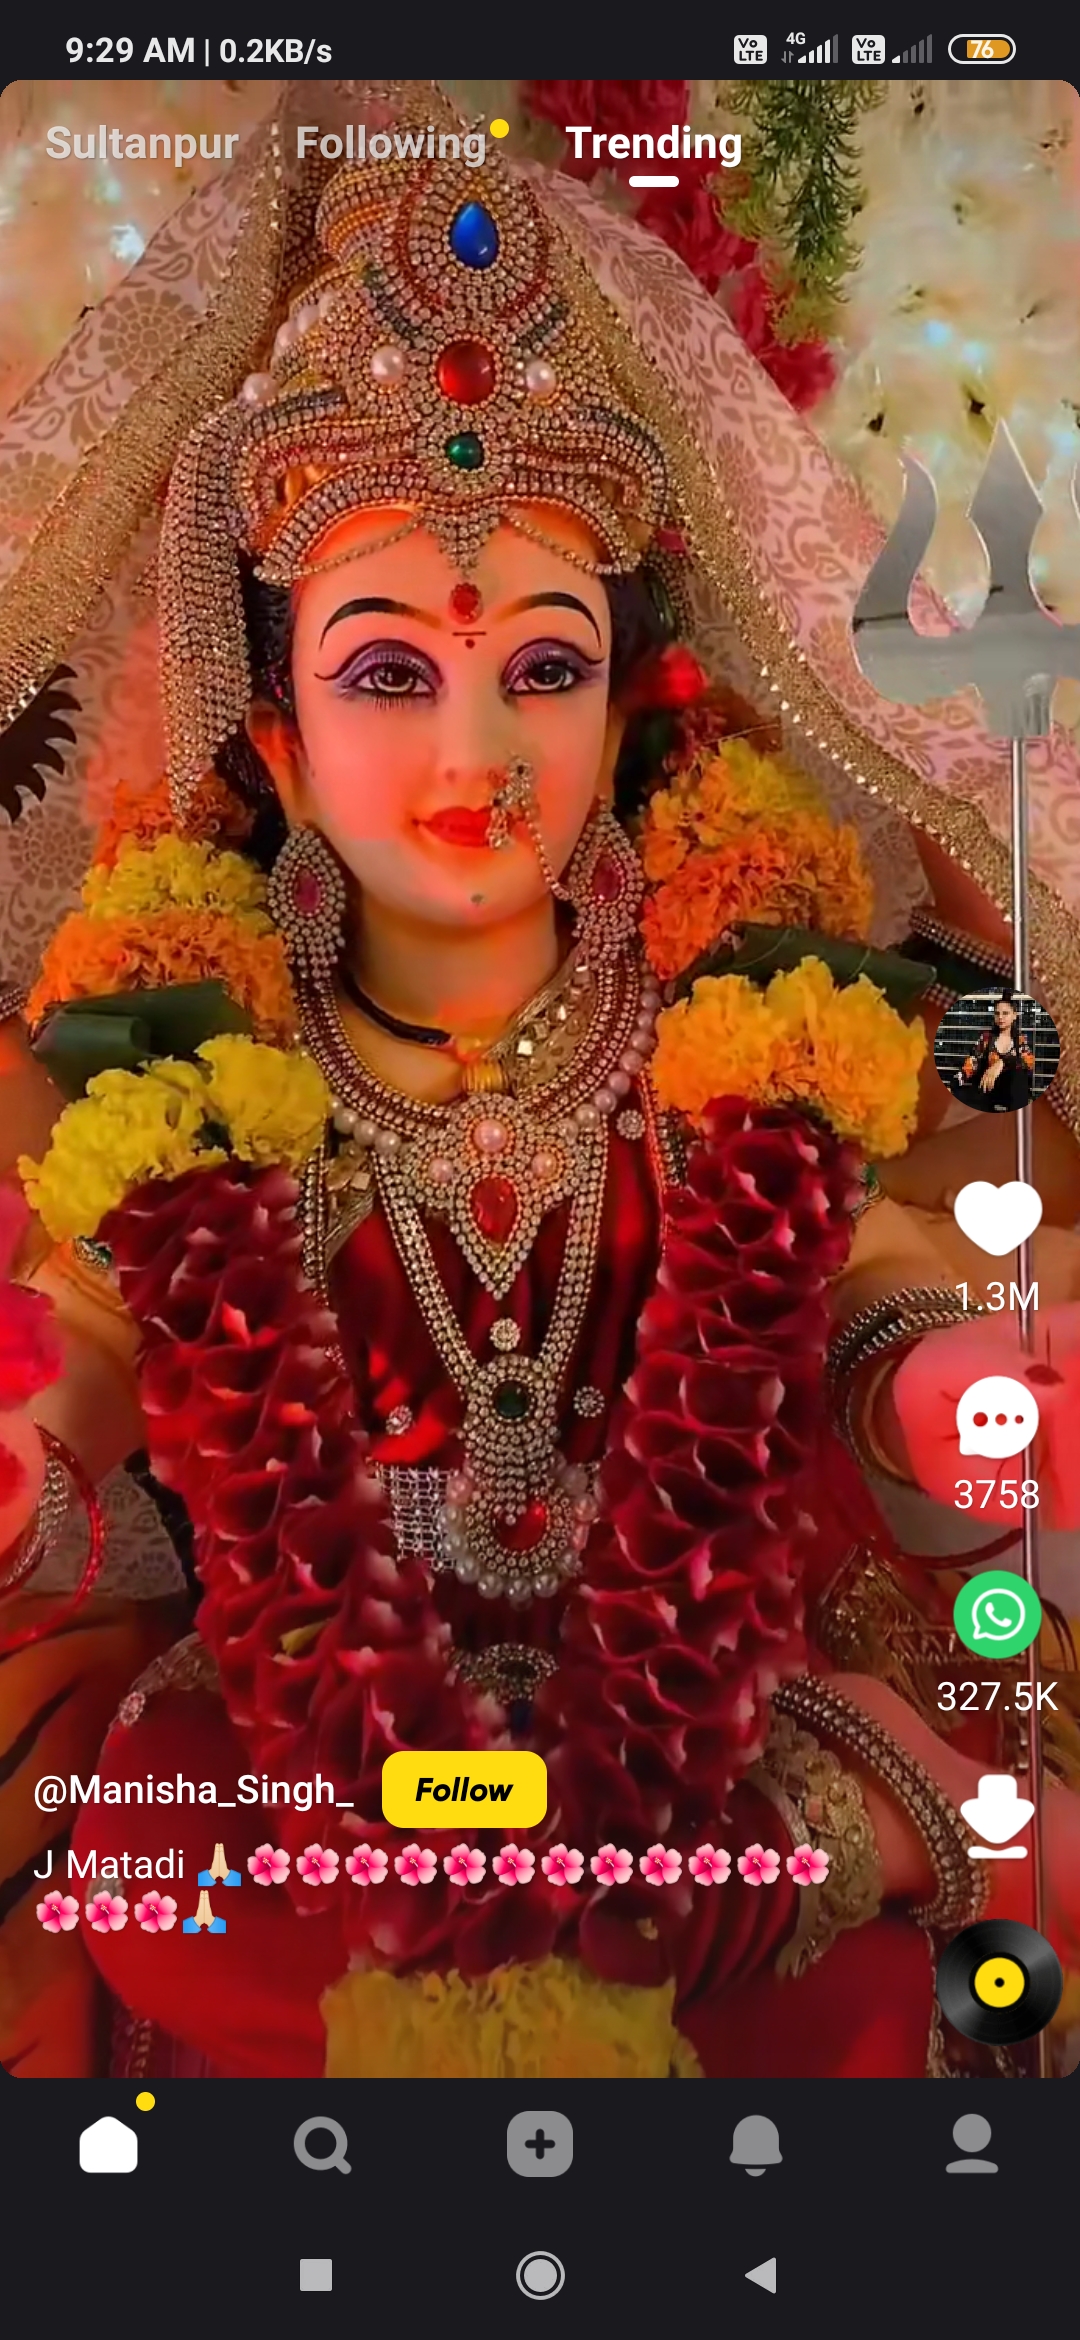 9:29 AM | 0.2KB/s
Vo LTE 4G Vo LTE 76
Sultanpur Following Trending
1.3M
3758
327.5K
@Manisha_Singh_ Follow
J Matadi 🙏🏻🌺🌺🌺🌺🌺🌺🌺🌺🌺🌺🌺🌺
🌺🌺🌺🙏🏻